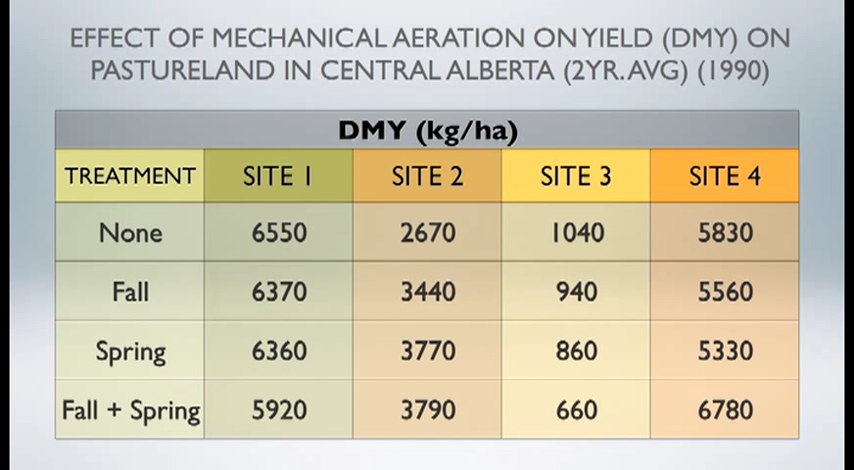 EFFECT OF MECHANICAL AERATION ON YIELD (DMY) ON
PASTURELAND IN CENTRAL ALBERTA (2YR. AVG) (1990)
DMY (kg/ha)
TREATMENT SITE 1 SITE 2 SITE 3 SITE 4
None 6550 2670 1040 5830
Fall 6370 3440 940 5560
Spring 6360 3770 860 5330
Fall + Spring 5920 3790 660 6780